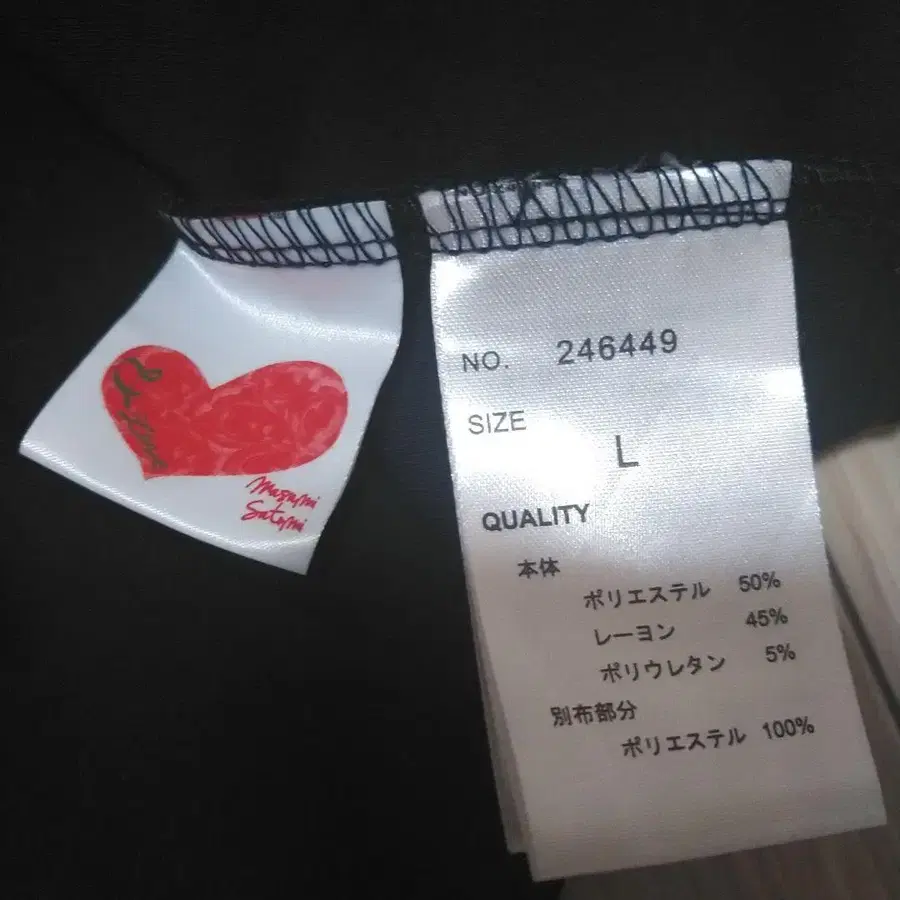 Masami
Satomi
NO. 246449
SIZE
L
QUALITY
本体
ポリエステル 50%
レーヨン 45%
ポリウレタン 5%
別布部分
ポリエステル 100%